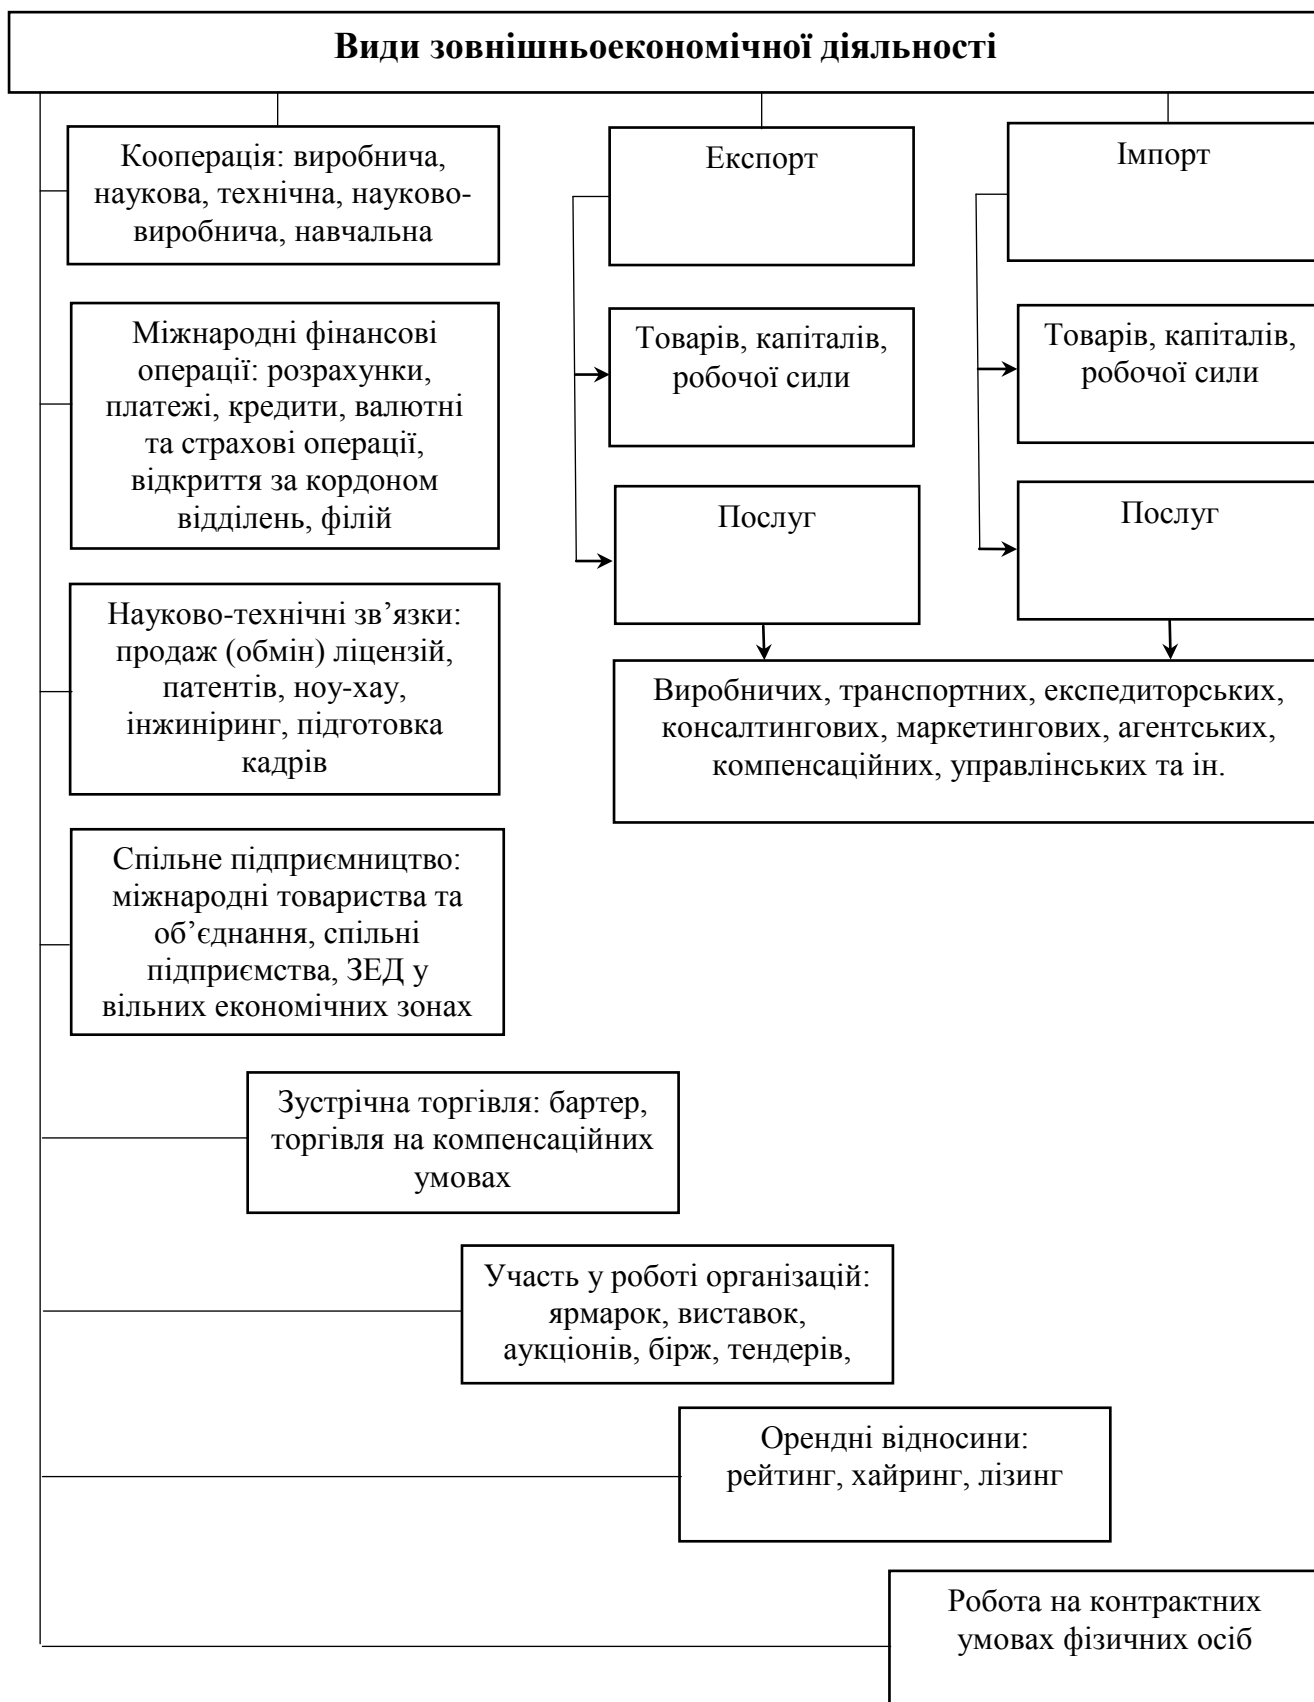 Види зовнішньоекономічної діяльності
Кооперація: виробнича,
наукова, технічна, науково-
виробнича, навчальна
Експорт
Імпорт
Міжнародні фінансові
операції: розрахунки,
платежі, кредити, валютні
та страхові операції,
відкриття за кордоном
відділень, філій
Товарів, капіталів,
робочої сили
Товарів, капіталів,
робочої сили
Послуг
Послуг
Науково-технічні зв’язки:
продаж (обмін) ліцензій,
патентів, ноу-хау,
інжиніринг, підготовка
кадрів
Виробничих, транспортних, експедиторських,
консалтингових, маркетингових, агентських,
компенсаційних, управлінських та ін.
Спільне підприємництво:
міжнародні товариства та
об’єднання, спільні
підприємства, ЗЕД у
вільних економічних зонах
Зустрічна торгівля: бартер,
торгівля на компенсаційних
умовах
Участь у роботі організацій:
ярмарок, виставок,
аукціонів, бірж, тендерів,
Орендні відносини:
рейтинг, хайринг, лізинг
Робота на контрактних
умовах фізичних осіб